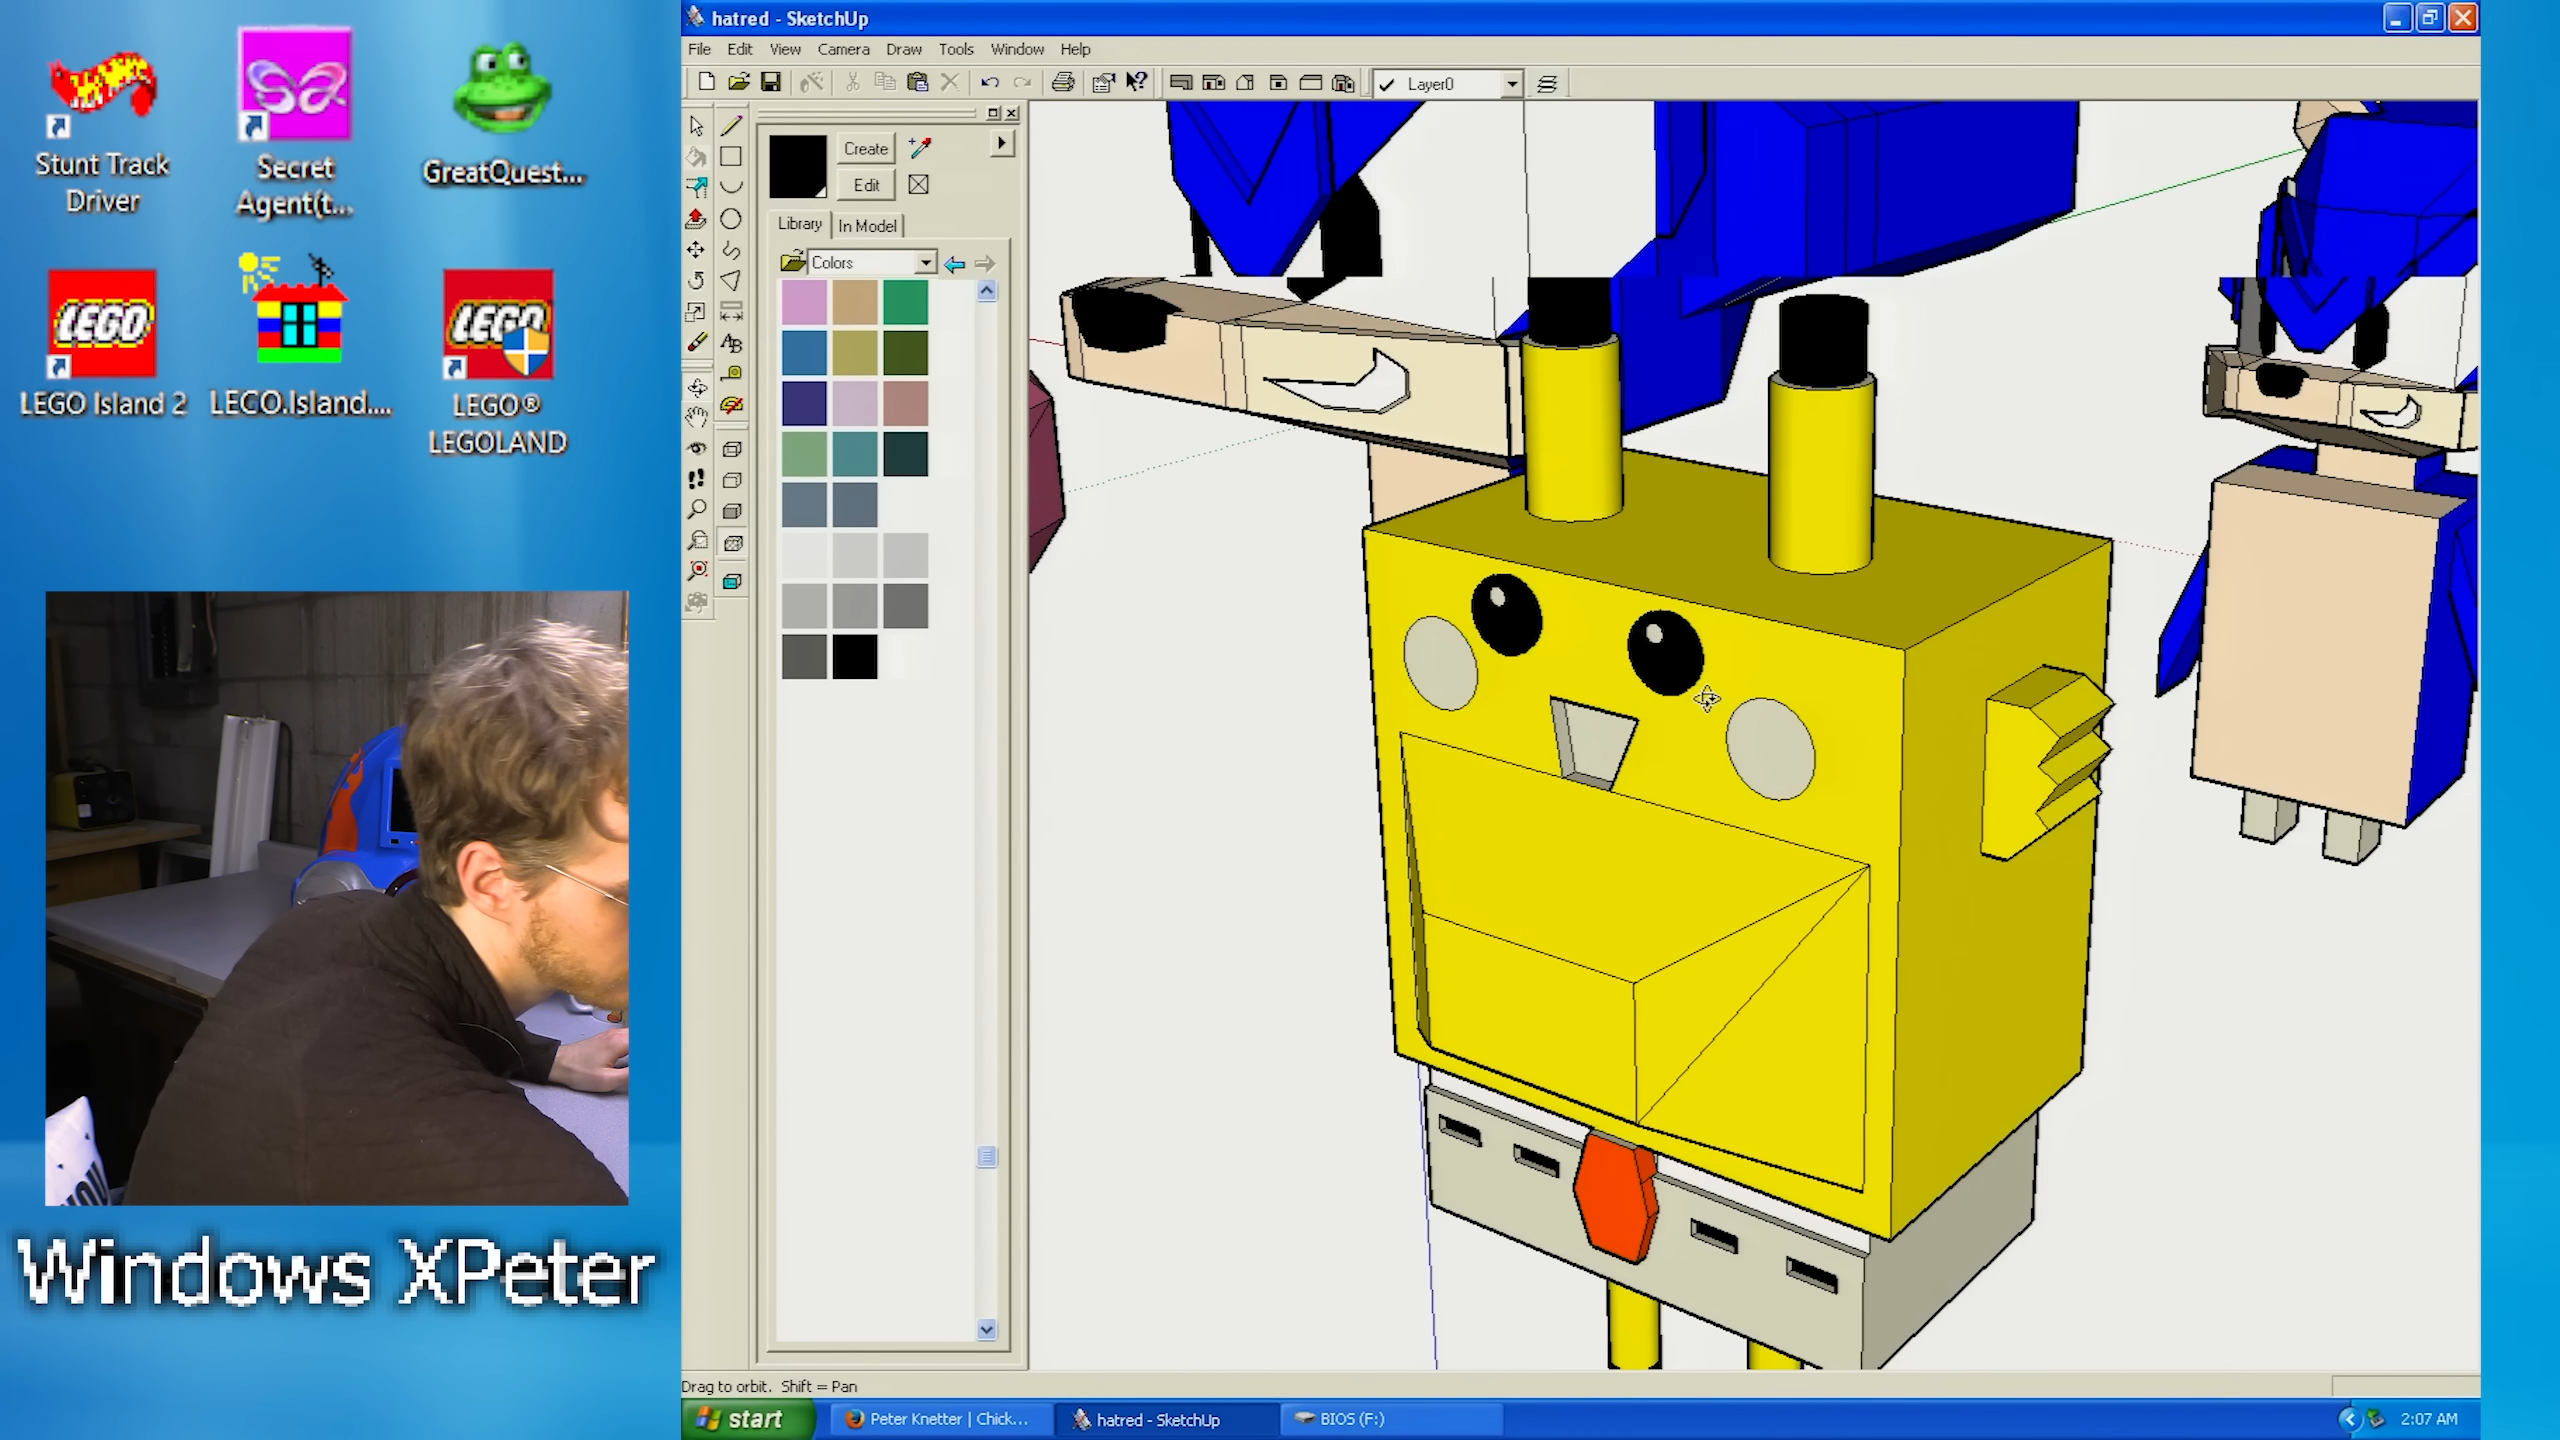 Stunt Track
Driver
Secret
Agent(t...
GreatQuest...
LEGO
LEGO Island 2
LECO.Island....
LEGO
LEGO®
LEGOLAND
Windows XPeter
hatred - SketchUp
File Edit View Camera Draw Tools Window Help
Layer0
Create
Edit
Library In Model
Colors
Drag to orbit. Shift = Pan
start
Peter Knetter | Chick...
hatred - SketchUp
BIOS (F:)
2:07 AM